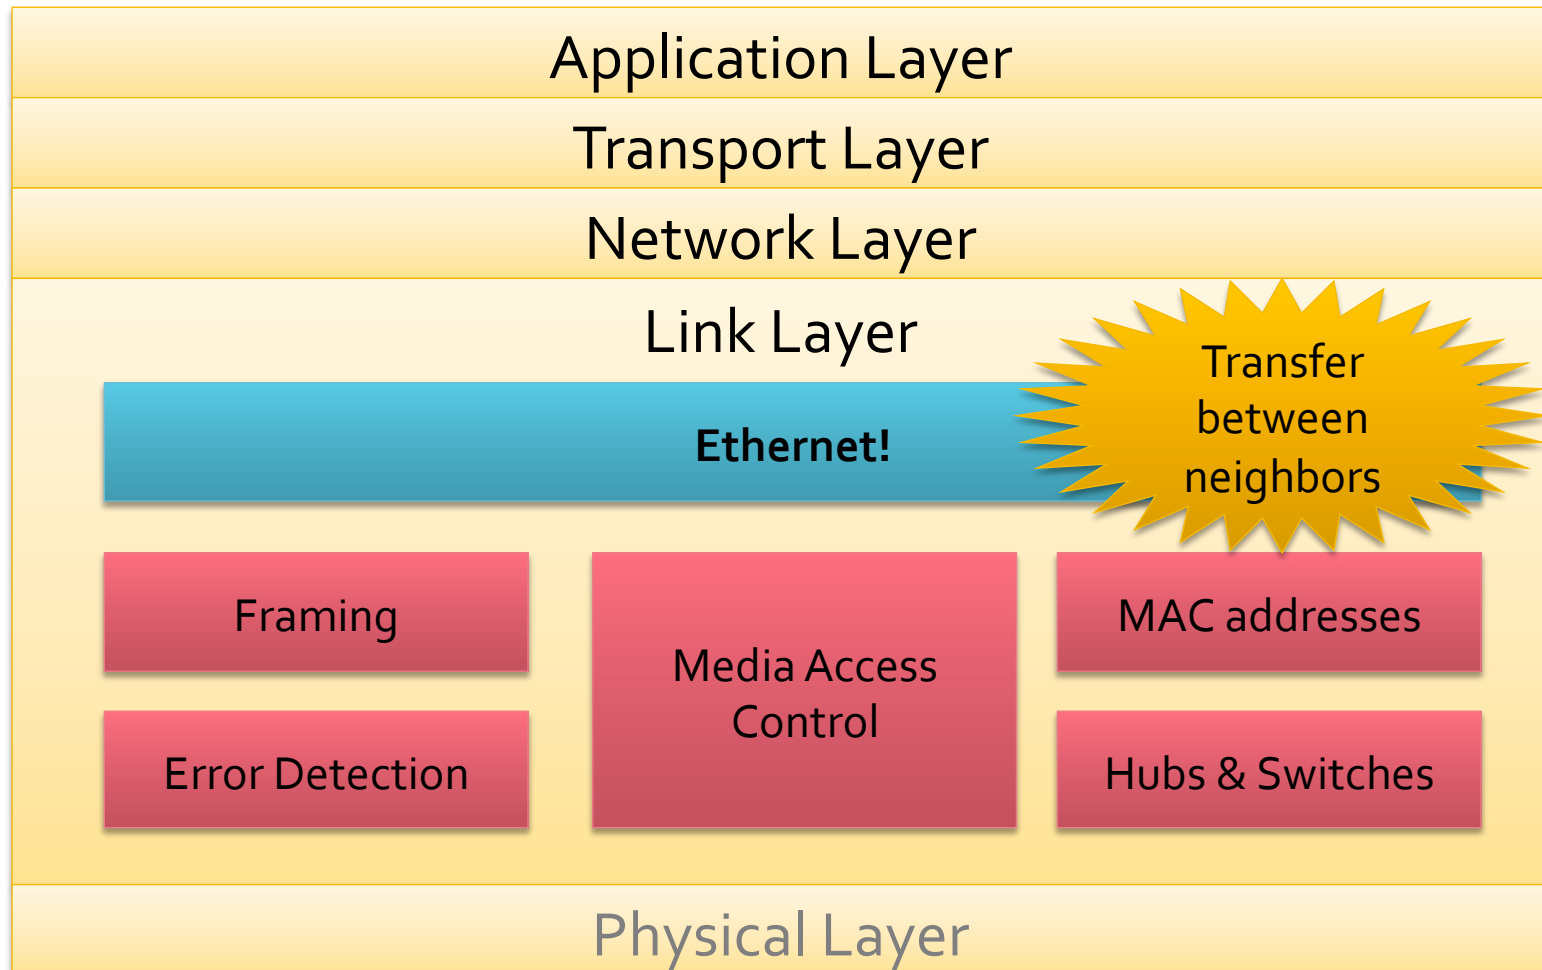 Application Layer
Transport Layer
Network Layer
Link Layer
Transfer
between
neighbors
Ethernet!
Framing
Media Access
Control
MAC addresses
Error Detection
Hubs & Switches
Physical Layer